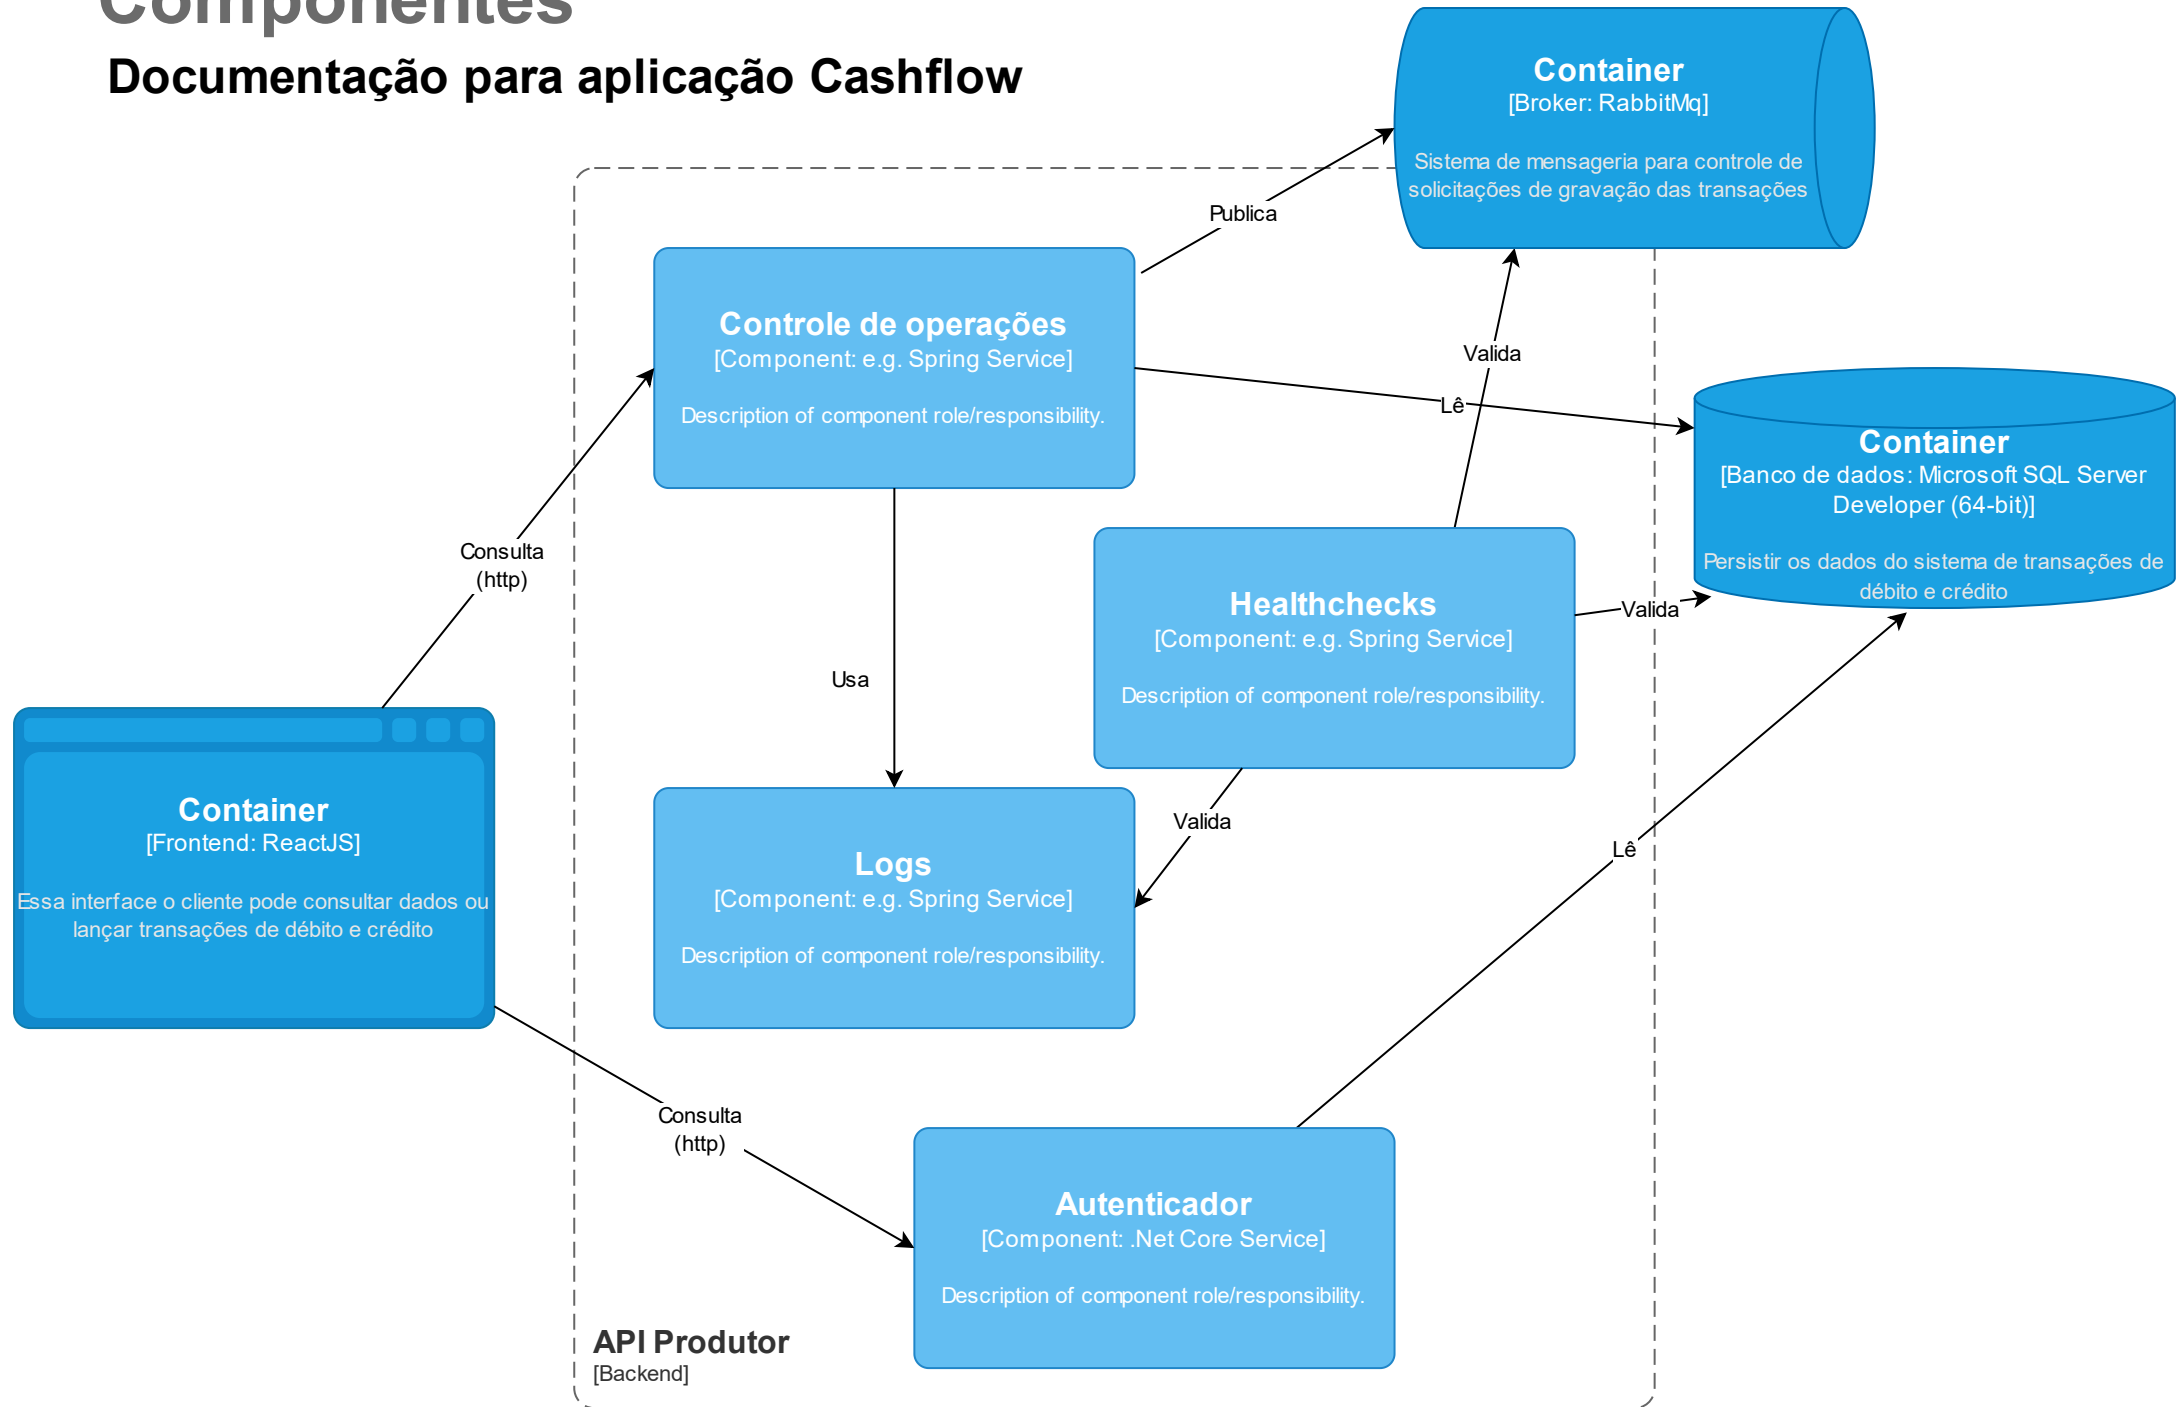 Componentes
Documentação para aplicação Cashflow
Container
[Broker: RabbitMq]
Sistema de mensageria para controle de
solicitações de gravação das transações
Publica
Controle de operações
[Component: e.g. Spring Service]
Description of component role/responsibility.
Valida
Lê
Container
[Banco de dados: Microsoft SQL Server
Developer (64-bit)]
Persistir os dados do sistema de transações de
débito e crédito
Consulta
(http)
Healthchecks
[Component: e.g. Spring Service]
Description of component role/responsibility.
Valida
Usa
Container
[Frontend: ReactJS]
Essa interface o cliente pode consultar dados ou
lançar transações de débito e crédito
Valida
Logs
[Component: e.g. Spring Service]
Description of component role/responsibility.
Lê
Consulta
(http)
Autenticador
[Component: .Net Core Service]
Description of component role/responsibility.
API Produtor
[Backend]